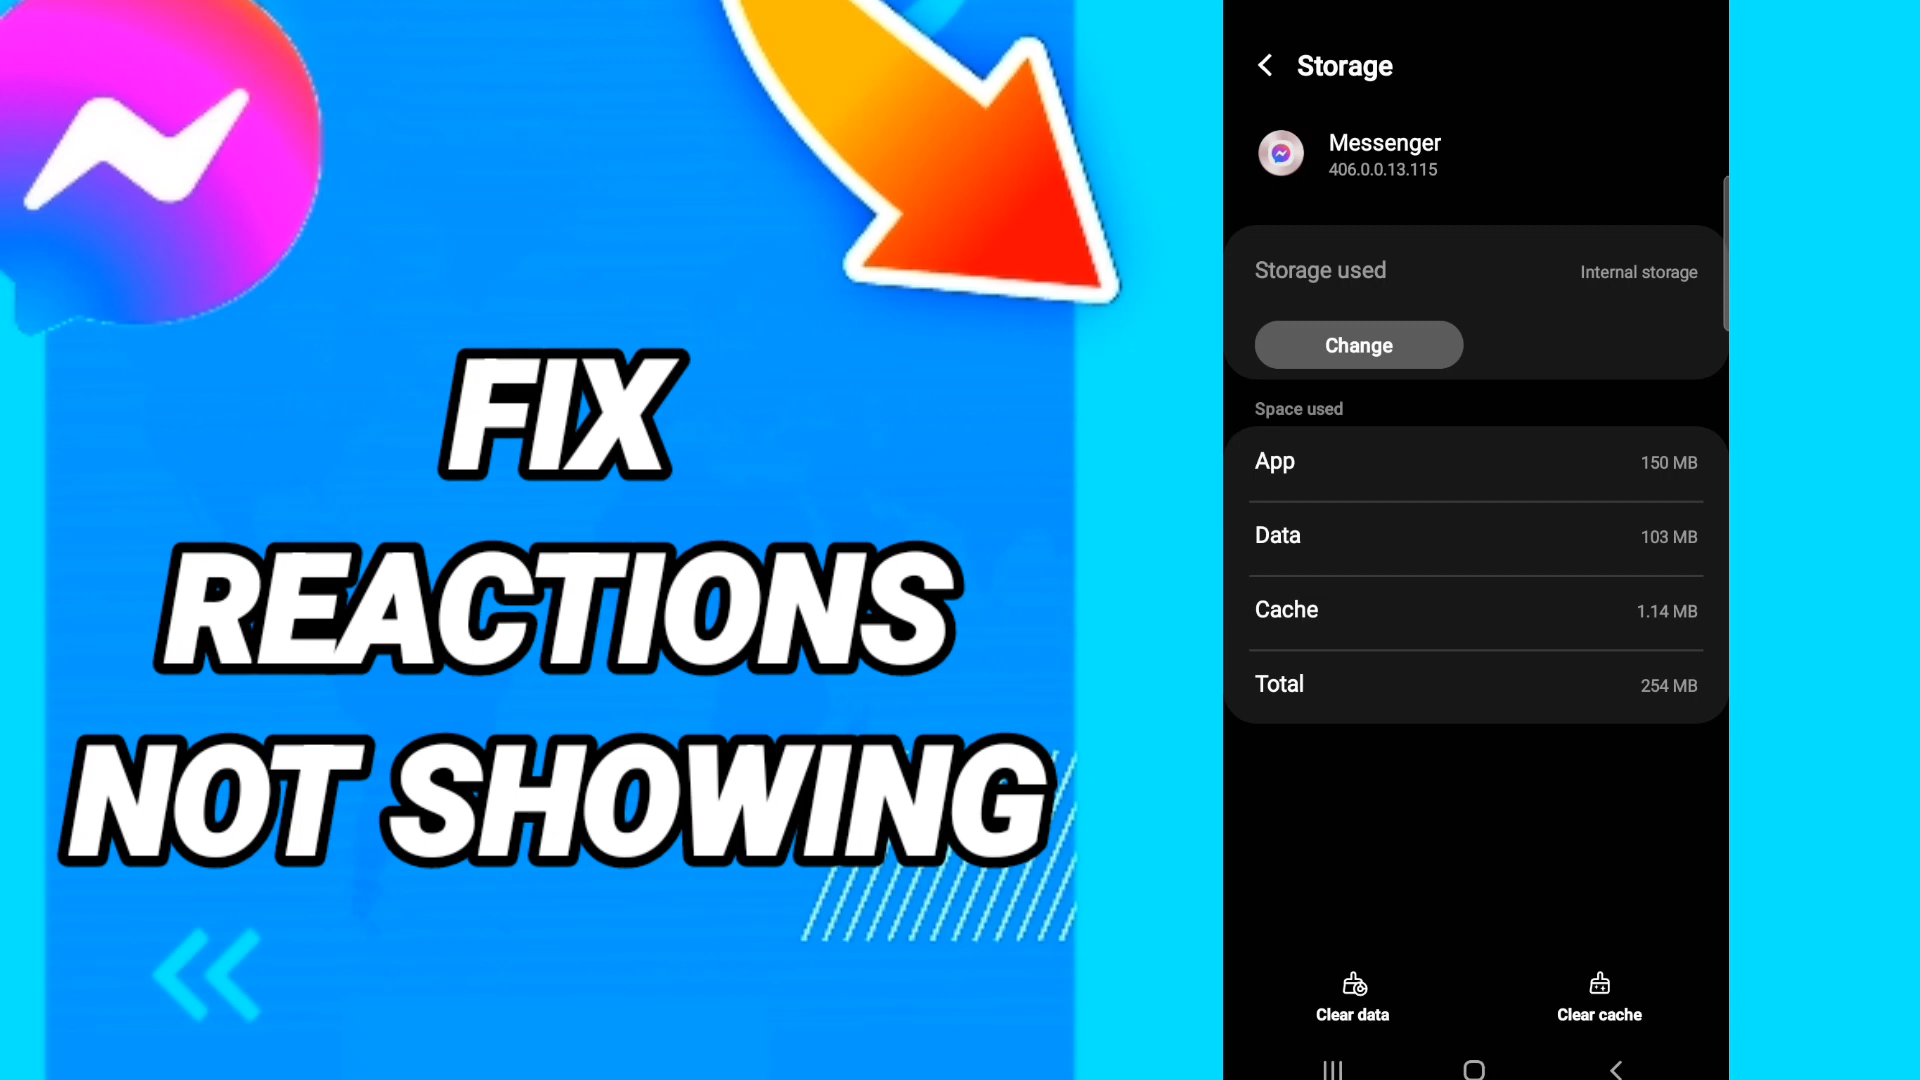 FIX
REACTIONS
NOT SHOWING
Storage
Messenger
406.0.0.13.115
Storage used Internal storage
Change
Space used
App 150 MB
Data 103 MB
Cache 1.14 MB
Total 254 MB
Clear data Clear cache